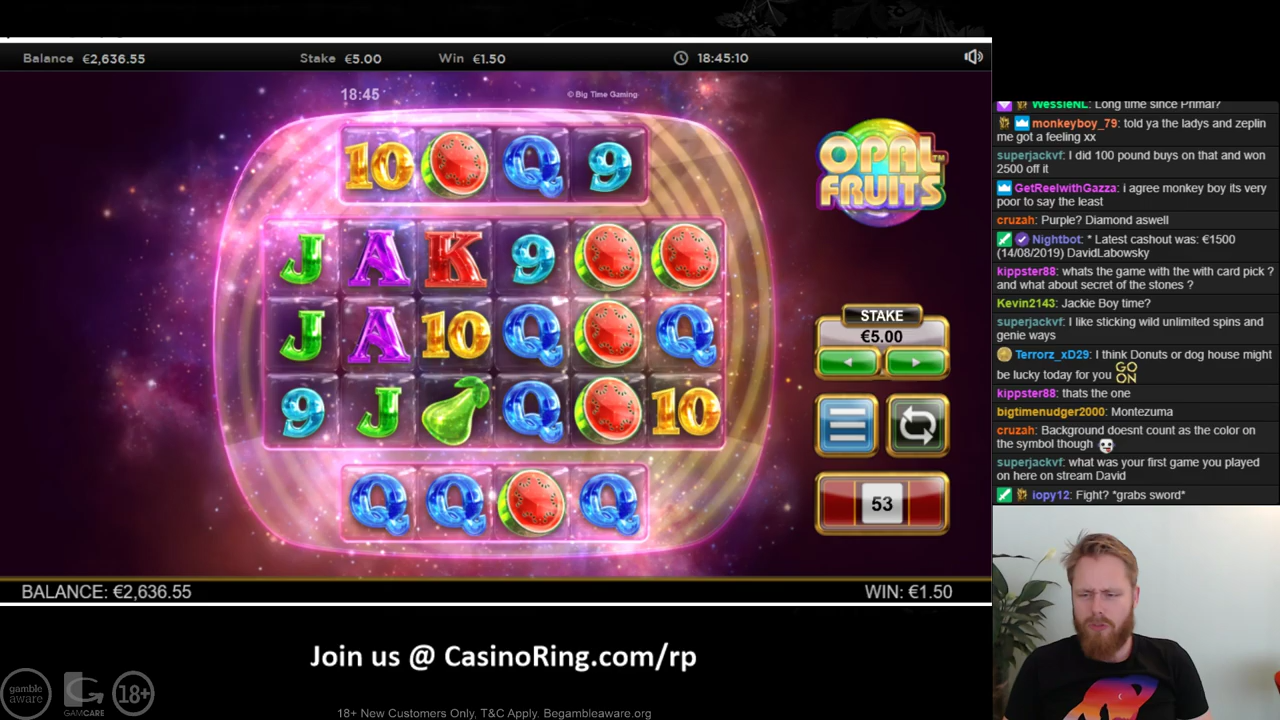 Balance €2,636.55
Stake €5.00
Win €1.50
18:45:10
18:45
© Big Time Gaming
10 Q 9
J A K 9
J A 10 Q Q
9 J Q 10
Q Q Q
OPAL
FRUITS™
STAKE
€5.00
53
BALANCE: €2,636.55
WIN: €1.50
WessieNL: Long time since Primal?
monkeyboy_79: told ya the ladys and zeplin
me got a feeling xx
superjackvf: I did 100 pound buys on that and won
2500 off it
GetReelwithGazza: i agree monkey boy its very
poor to say the least
cruzah: Purple? Diamond aswell
Nightbot: * Latest cashout was: €1500
(14/08/2019) DavidLabowsky
kippster88: whats the game with the with card pick ?
and what about secret of the stones ?
Kevin2143: Jackie Boy time?
superjackvf: I like sticking wild unlimited spins and
genie ways
Terrorz_xD29: I think Donuts or dog house might
be lucky today for you GO
ON
kippster88: thats the one
bigtimenudger2000: Montezuma
cruzah: Background doesnt count as the color on
the symbol though
superjackvf: what was your first game you played
on here on stream David
iopy12: Fight? *grabs sword*
Join us @ CasinoRing.com/rp
gamble
aware
GAMCARE
18+
18+ New Customers Only, T&C Apply. Begambleaware.org